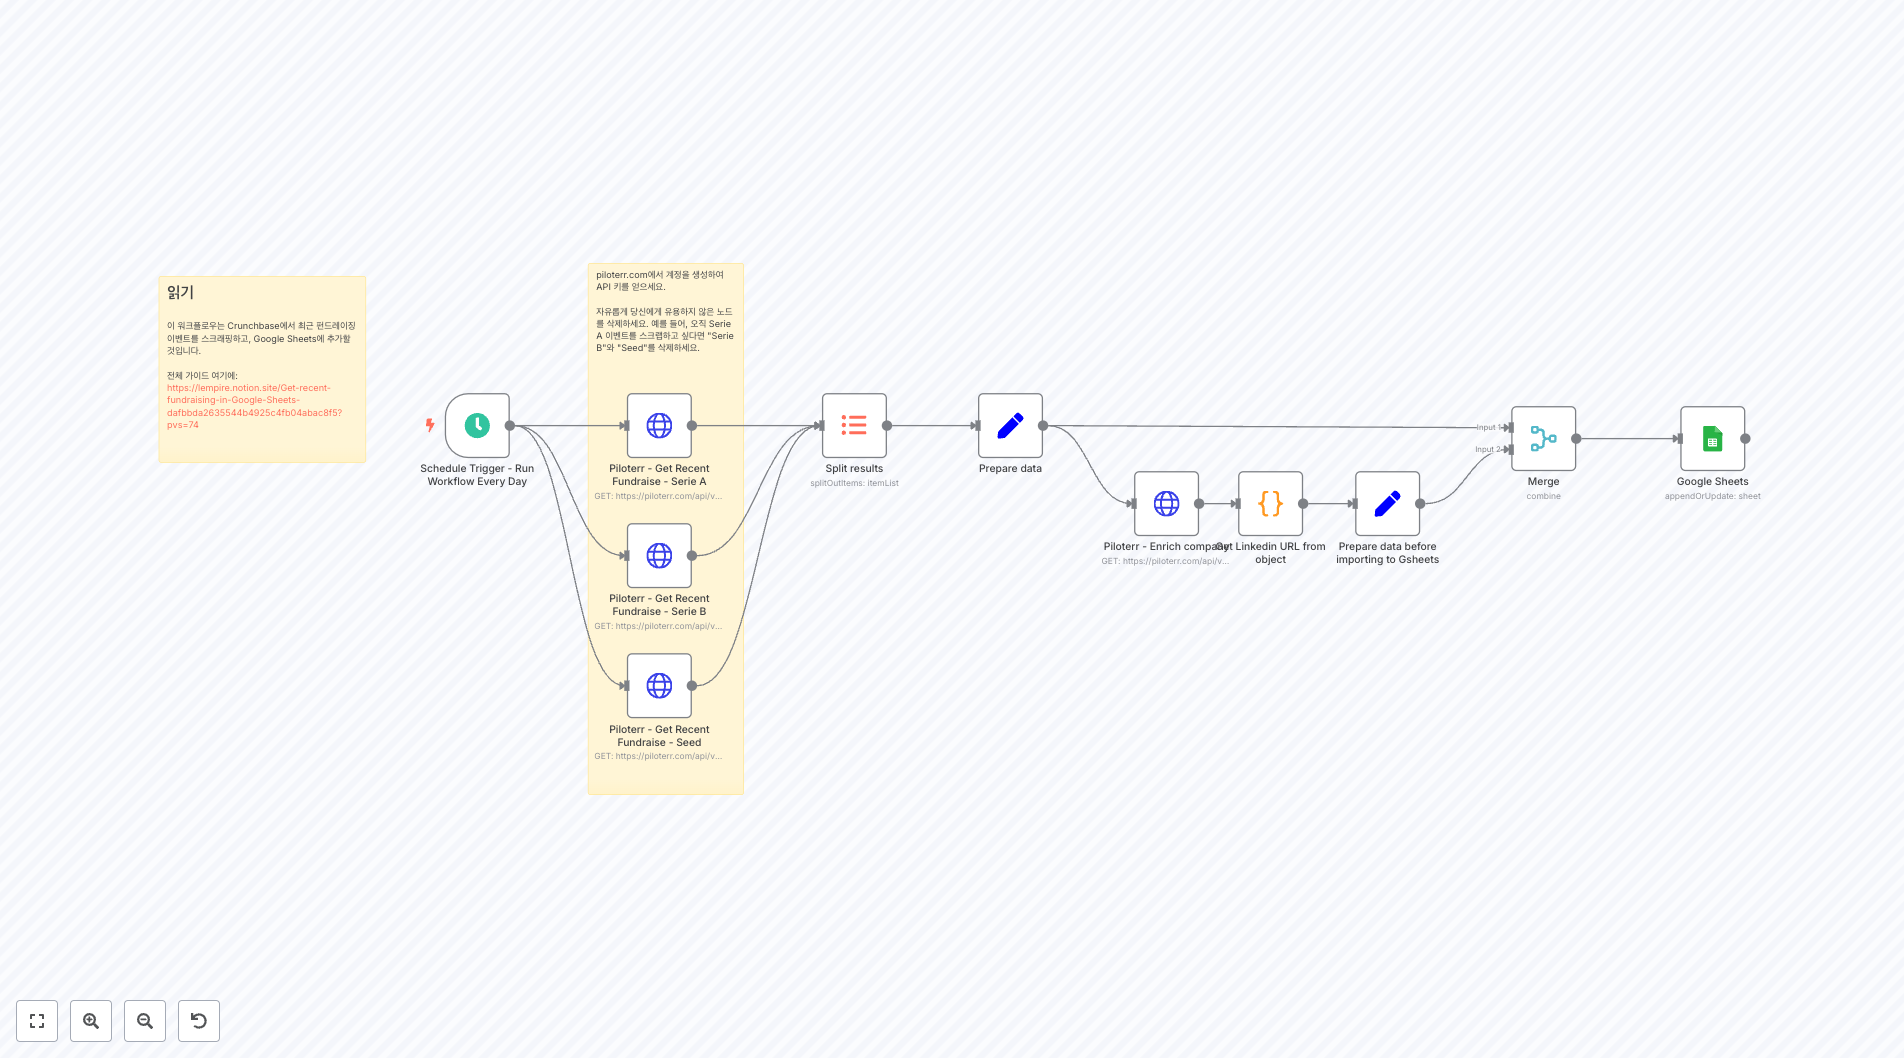 읽기
이 워크플로우는 Crunchbase에서 최근 펀드레이징
이벤트를 스크래핑하고, Google Sheets에 추가할
것입니다.
전체 가이드 여기에:
https://lempire.notion.site/Get-recent-
fundraising-in-Google-Sheets-
dafbbda2635544b4925c4fb04abac8f5?
pvs=74
piloterr.com에서 계정을 생성하여
API 키를 얻으세요.
자유롭게 당신에게 유용하지 않은 노드
를 삭제하세요. 예를 들어, 오직 Serie
A 이벤트를 스크랩하고 싶다면 "Serie
B"와 "Seed"를 삭제하세요.
Schedule Trigger - Run
Workflow Every Day
Piloterr - Get Recent
Fundraise - Serie A
GET: https://piloterr.com/api/v...
Piloterr - Get Recent
Fundraise - Serie B
GET: https://piloterr.com/api/v...
Piloterr - Get Recent
Fundraise - Seed
GET: https://piloterr.com/api/v...
Split results
splitOutItems: itemList
Prepare data
Piloterr - Enrich company
GET: https://piloterr.com/api/v...
Get Linkedin URL from
object
Prepare data before
importing to Gsheets
Input 1
Input 2
Merge
combine
Google Sheets
appendOrUpdate: sheet